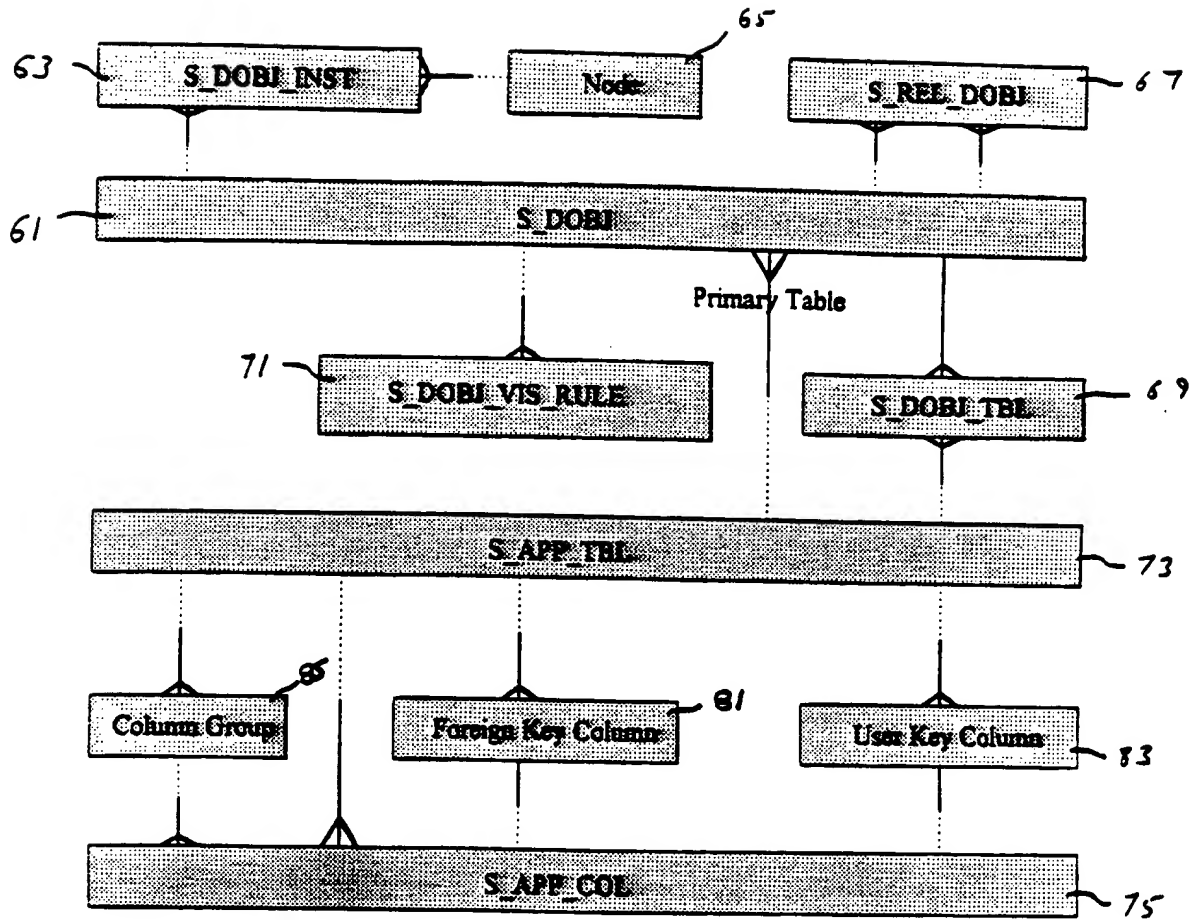 65
63
S_DOBJ_INST
Node
S_REL_DOBJ
67
61
S_DOBJ
Primary Table
71
S_DOBJ_VIS_RULE
S_DOBJ_TBL
69
S_APP_TBL
73
85
81
Column Group
Foreign Key Column
User Key Column
83
S_APP_COL
75